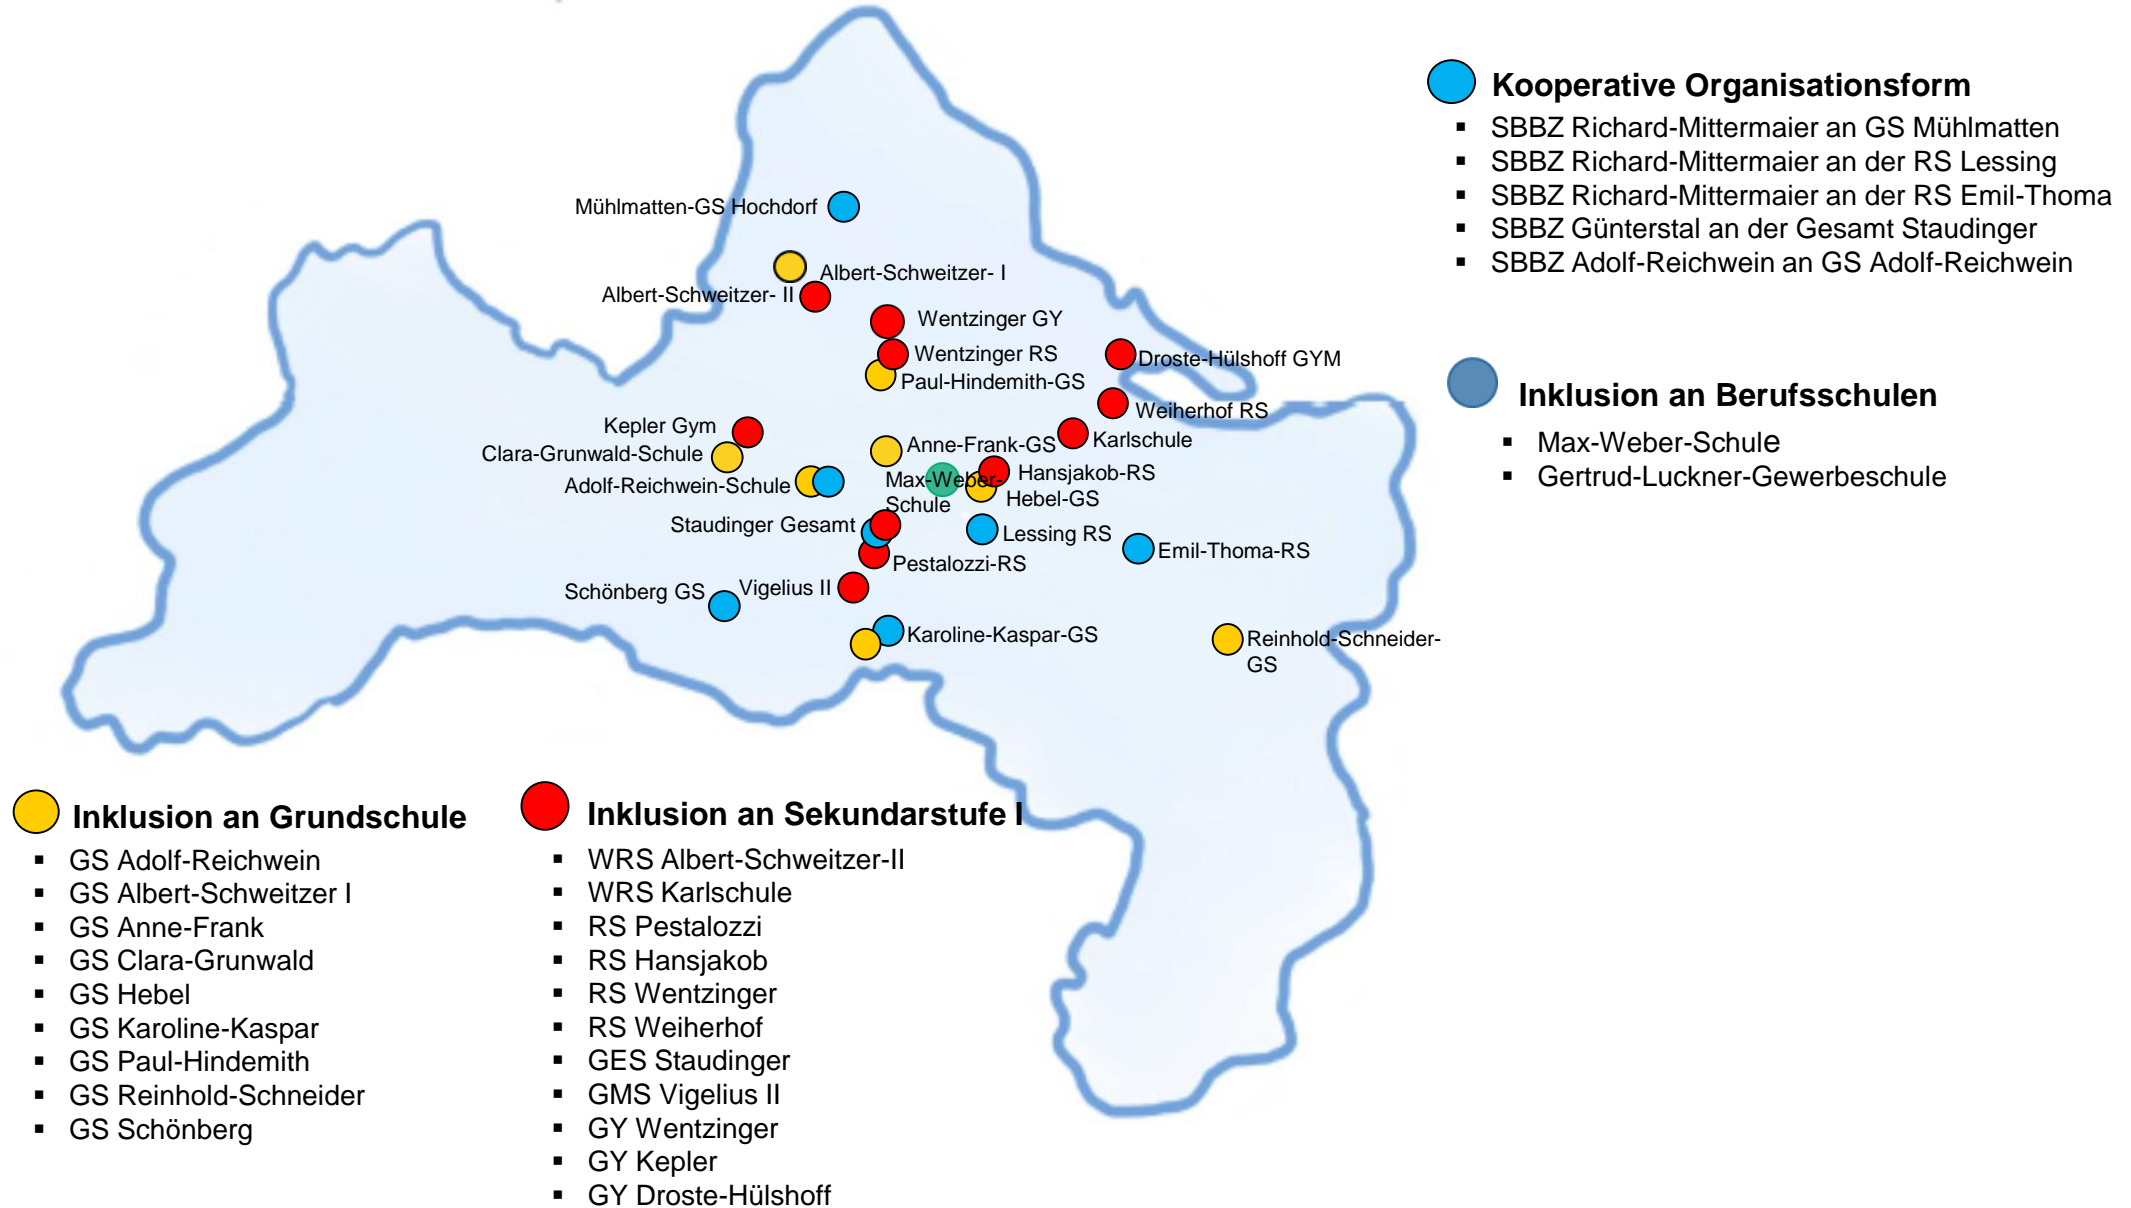 Kooperative Organisationsform
▪ SBBZ Richard-Mittermaier an GS Mühlmatten
▪ SBBZ Richard-Mittermaier an der RS Lessing
▪ SBBZ Richard-Mittermaier an der RS Emil-Thoma
▪ SBBZ Günterstal an der Gesamt Staudinger
▪ SBBZ Adolf-Reichwein an GS Adolf-Reichwein
Mühlmatten-GS Hochdorf
Albert-Schweitzer- I
Albert-Schweitzer- II
Wentzinger GY
Wentzinger RS
Paul-Hindemith-GS
Droste-Hülshoff GYM
Weiherhof RS
Karlschule
Kepler Gym
Clara-Grunwald-Schule
Adolf-Reichwein-Schule
Anne-Frank-GS
Max-Weber-
Schule
Hansjakob-RS
Hebel-GS
Staudinger Gesamt
Lessing RS
Emil-Thoma-RS
Pestalozzi-RS
Schönberg GS
Vigelius II
Karoline-Kaspar-GS
Reinhold-Schneider-
GS
Inklusion an Berufsschulen
▪ Max-Weber-Schule
▪ Gertrud-Luckner-Gewerbeschule
Inklusion an Grundschule
▪ GS Adolf-Reichwein
▪ GS Albert-Schweitzer I
▪ GS Anne-Frank
▪ GS Clara-Grunwald
▪ GS Hebel
▪ GS Karoline-Kaspar
▪ GS Paul-Hindemith
▪ GS Reinhold-Schneider
▪ GS Schönberg
Inklusion an Sekundarstufe I
▪ WRS Albert-Schweitzer-II
▪ WRS Karlschule
▪ RS Pestalozzi
▪ RS Hansjakob
▪ RS Wentzinger
▪ RS Weiherhof
▪ GES Staudinger
▪ GMS Vigelius II
▪ GY Wentzinger
▪ GY Kepler
▪ GY Droste-Hülshoff